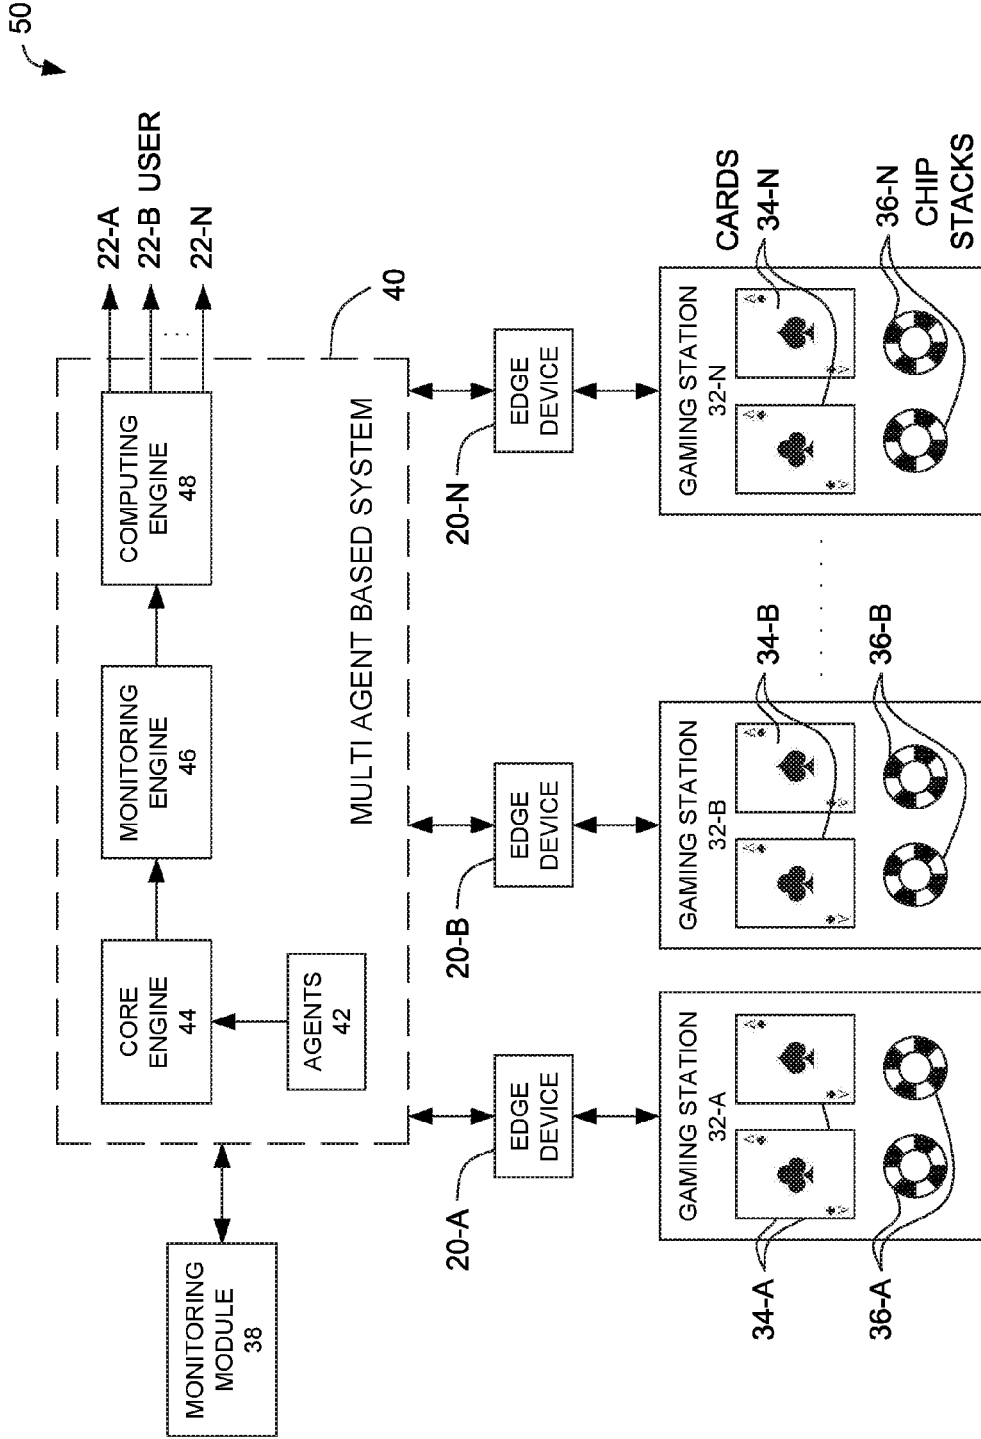 50
22-A
22-B USER
22-N
40
CORE
ENGINE
44
MONITORING
ENGINE
46
COMPUTING
ENGINE
48
AGENTS
42
MULTI AGENT BASED SYSTEM
MONITORING
MODULE
38
20-A
EDGE
DEVICE
20-B
EDGE
DEVICE
20-N
EDGE
DEVICE
GAMING STATION
32-A
A
A
A
A
34-A
36-A
GAMING STATION
32-B
A
A
A
A
34-B
36-B
GAMING STATION
32-N
A
A
A
A
CARDS
34-N
36-N
CHIP
STACKS